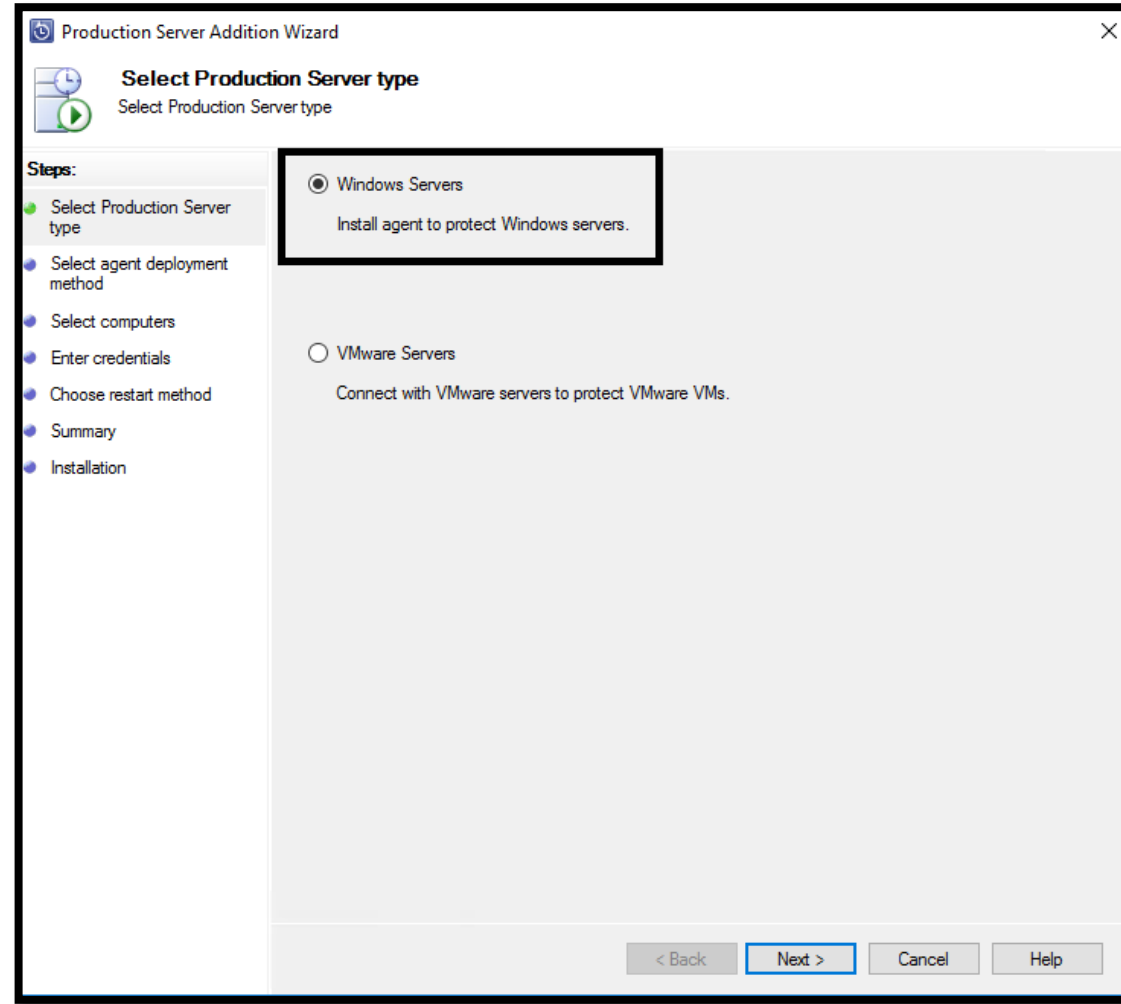 Production Server Addition Wizard
Select Production Server type
Select Production Server type
Steps:
Select Production Server
type
Select agent deployment
method
Select computers
Enter credentials
Choose restart method
Summary
Installation
Windows Servers
Install agent to protect Windows servers.
VMware Servers
Connect with VMware servers to protect VMware VMs.
< Back
Next >
Cancel
Help